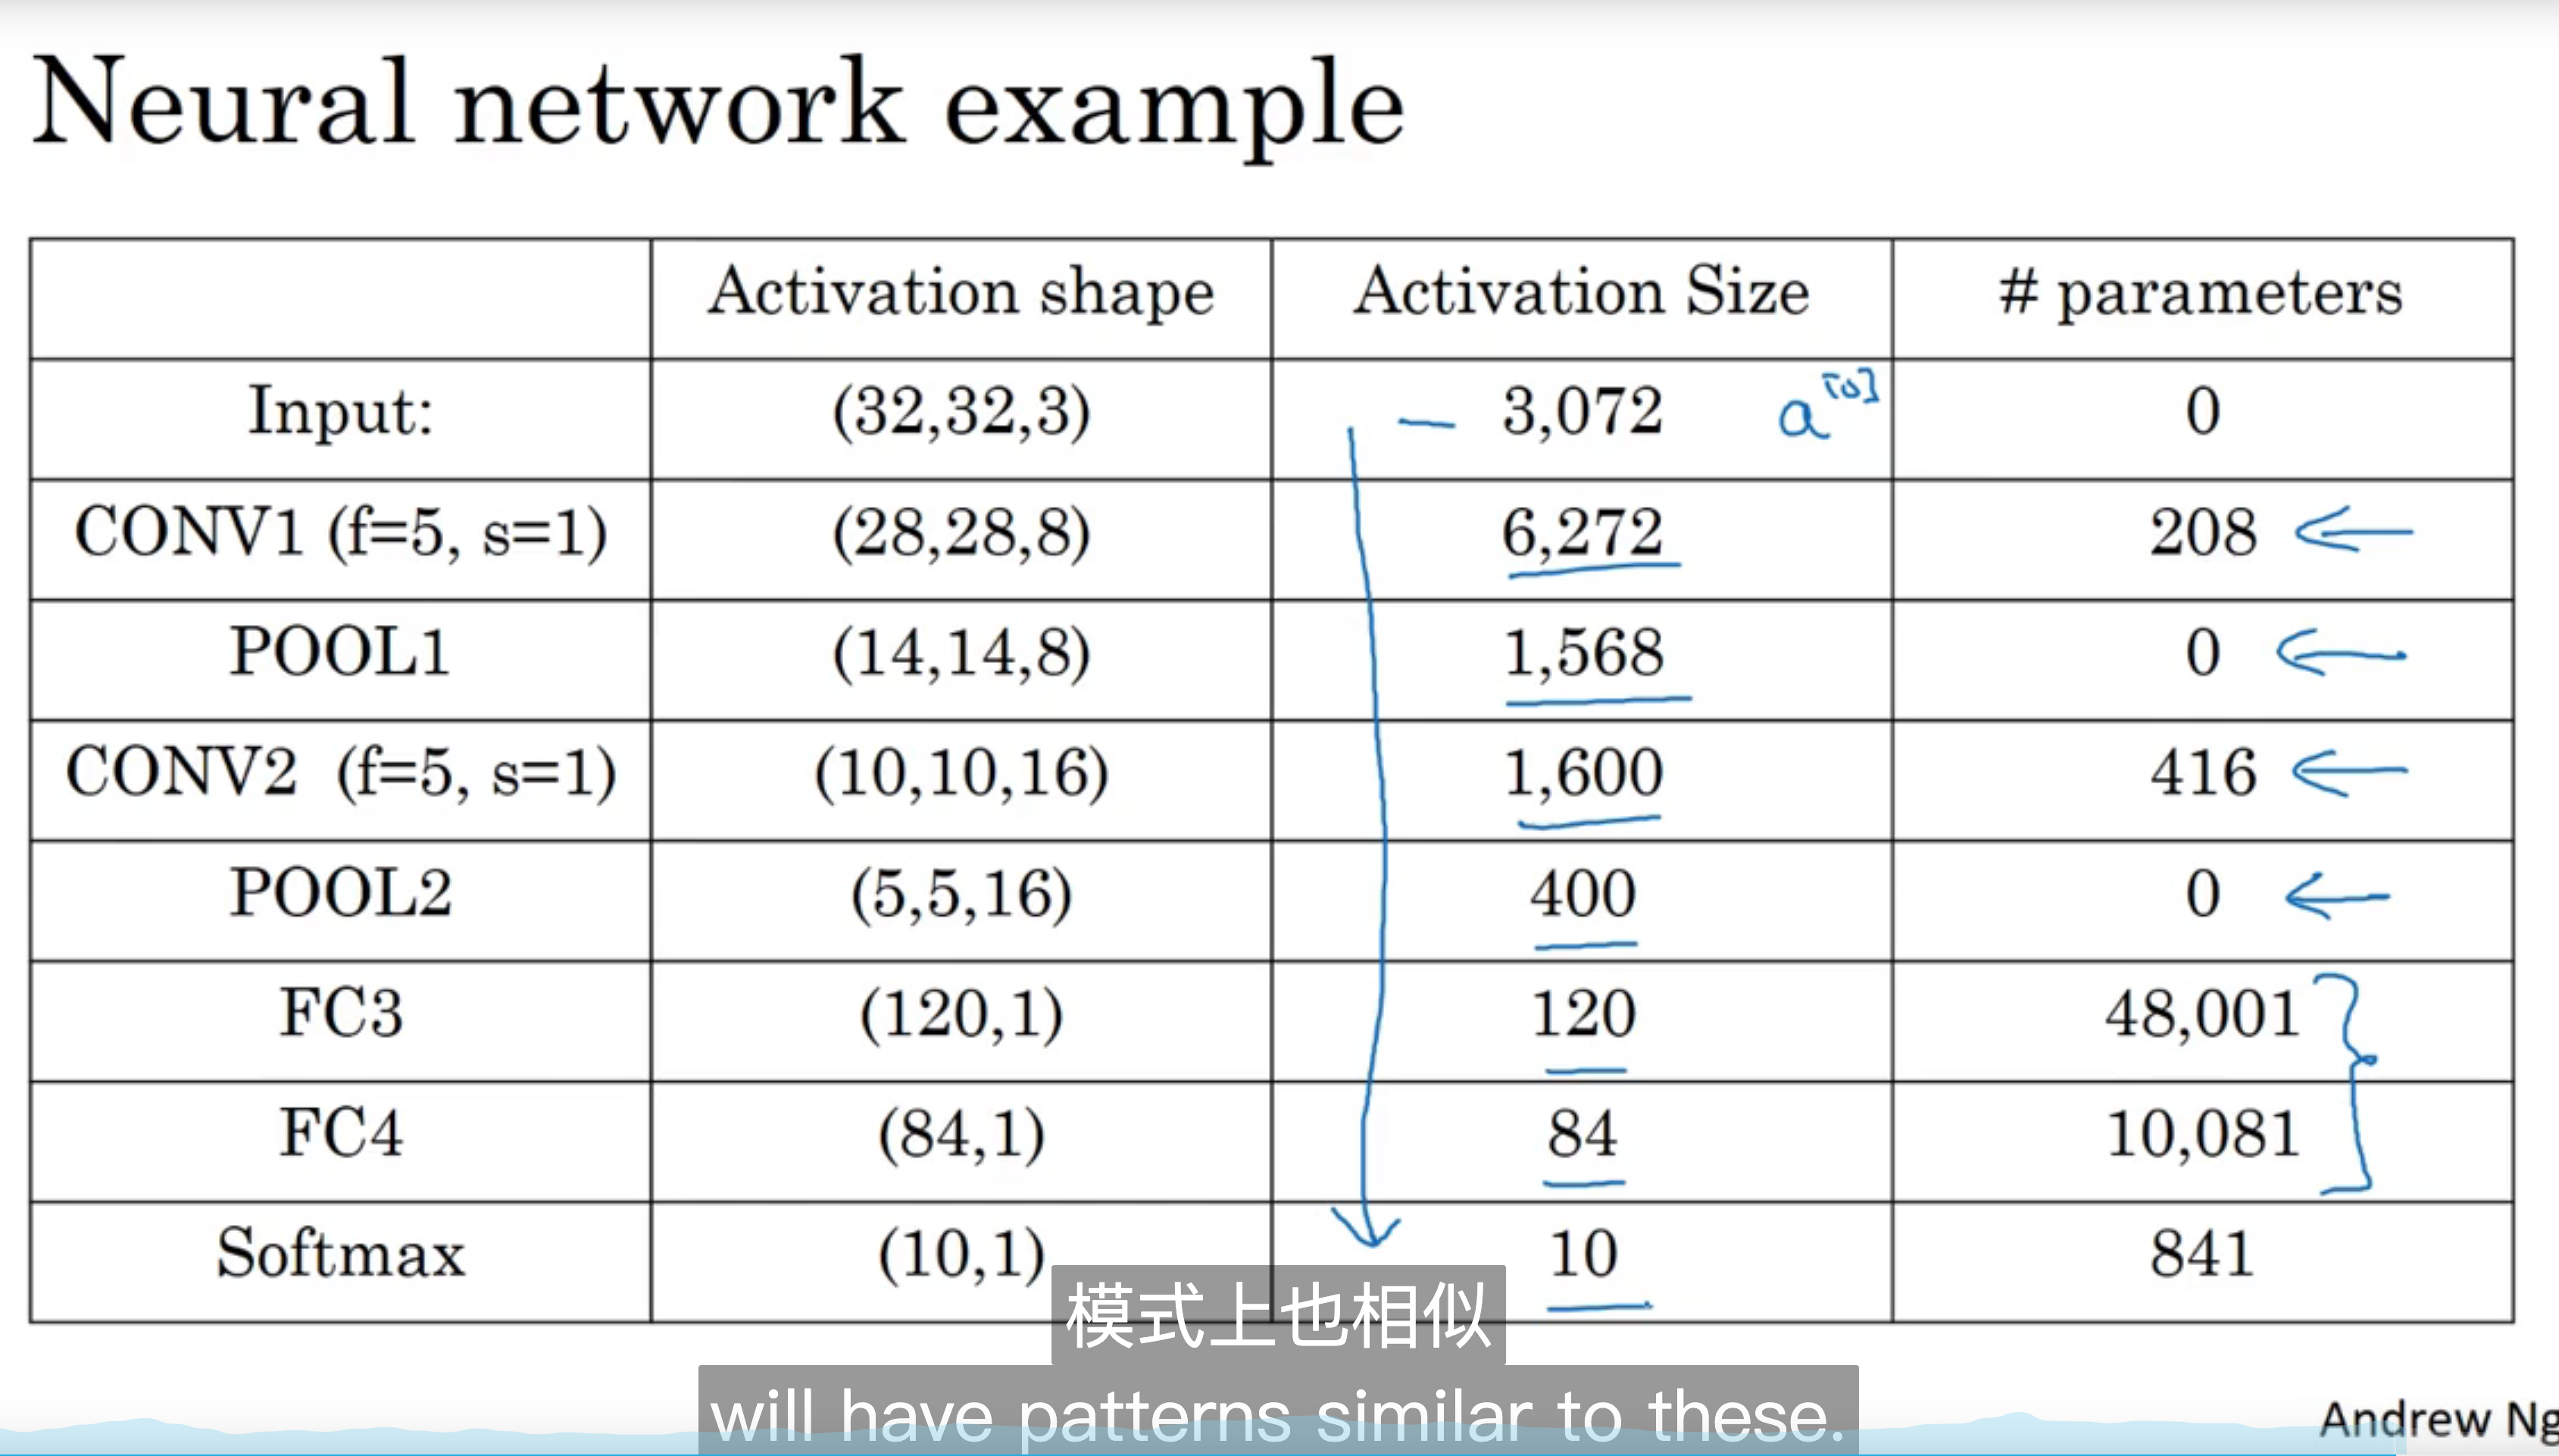 Neural network example
Activation shape Activation Size # parameters
Input: (32,32,3) — 3,072 a[0] 0
CONV1 (f=5, s=1) (28,28,8) 6,272 208
POOL1 (14,14,8) 1,568 0
CONV2 (f=5, s=1) (10,10,16) 1,600 416
POOL2 (5,5,16) 400 0
FC3 (120,1) 120 48,001
FC4 (84,1) 84 10,081
Softmax (10,1) 10 841
模式上也相似
will have patterns similar to these.
Andrew Ng